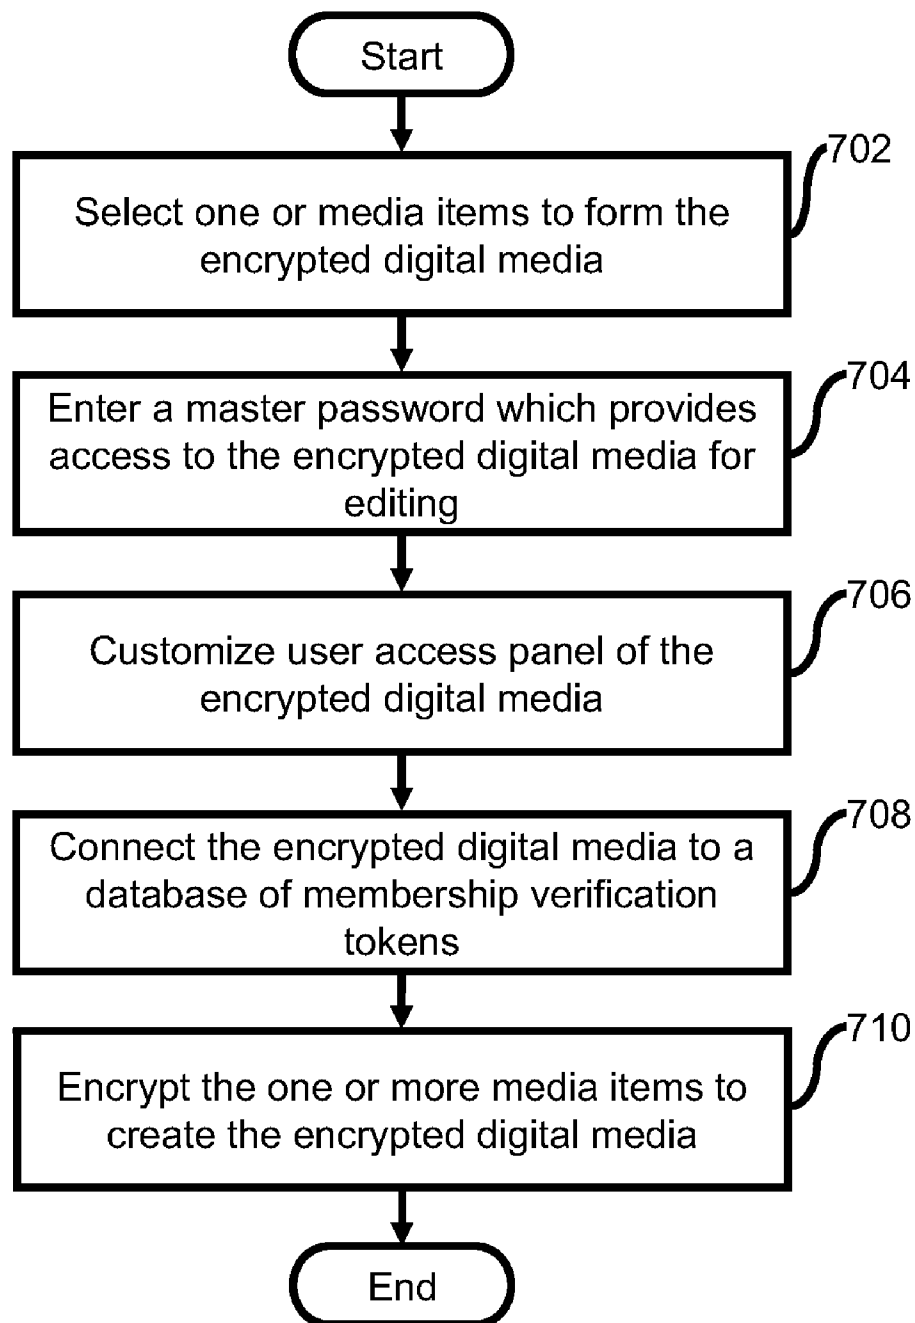 Start
702
Select one or media items to form the
encrypted digital media
704
Enter a master password which provides
access to the encrypted digital media for
editing
706
Customize user access panel of the
encrypted digital media
708
Connect the encrypted digital media to a
database of membership verification
tokens
710
Encrypt the one or more media items to
create the encrypted digital media
End